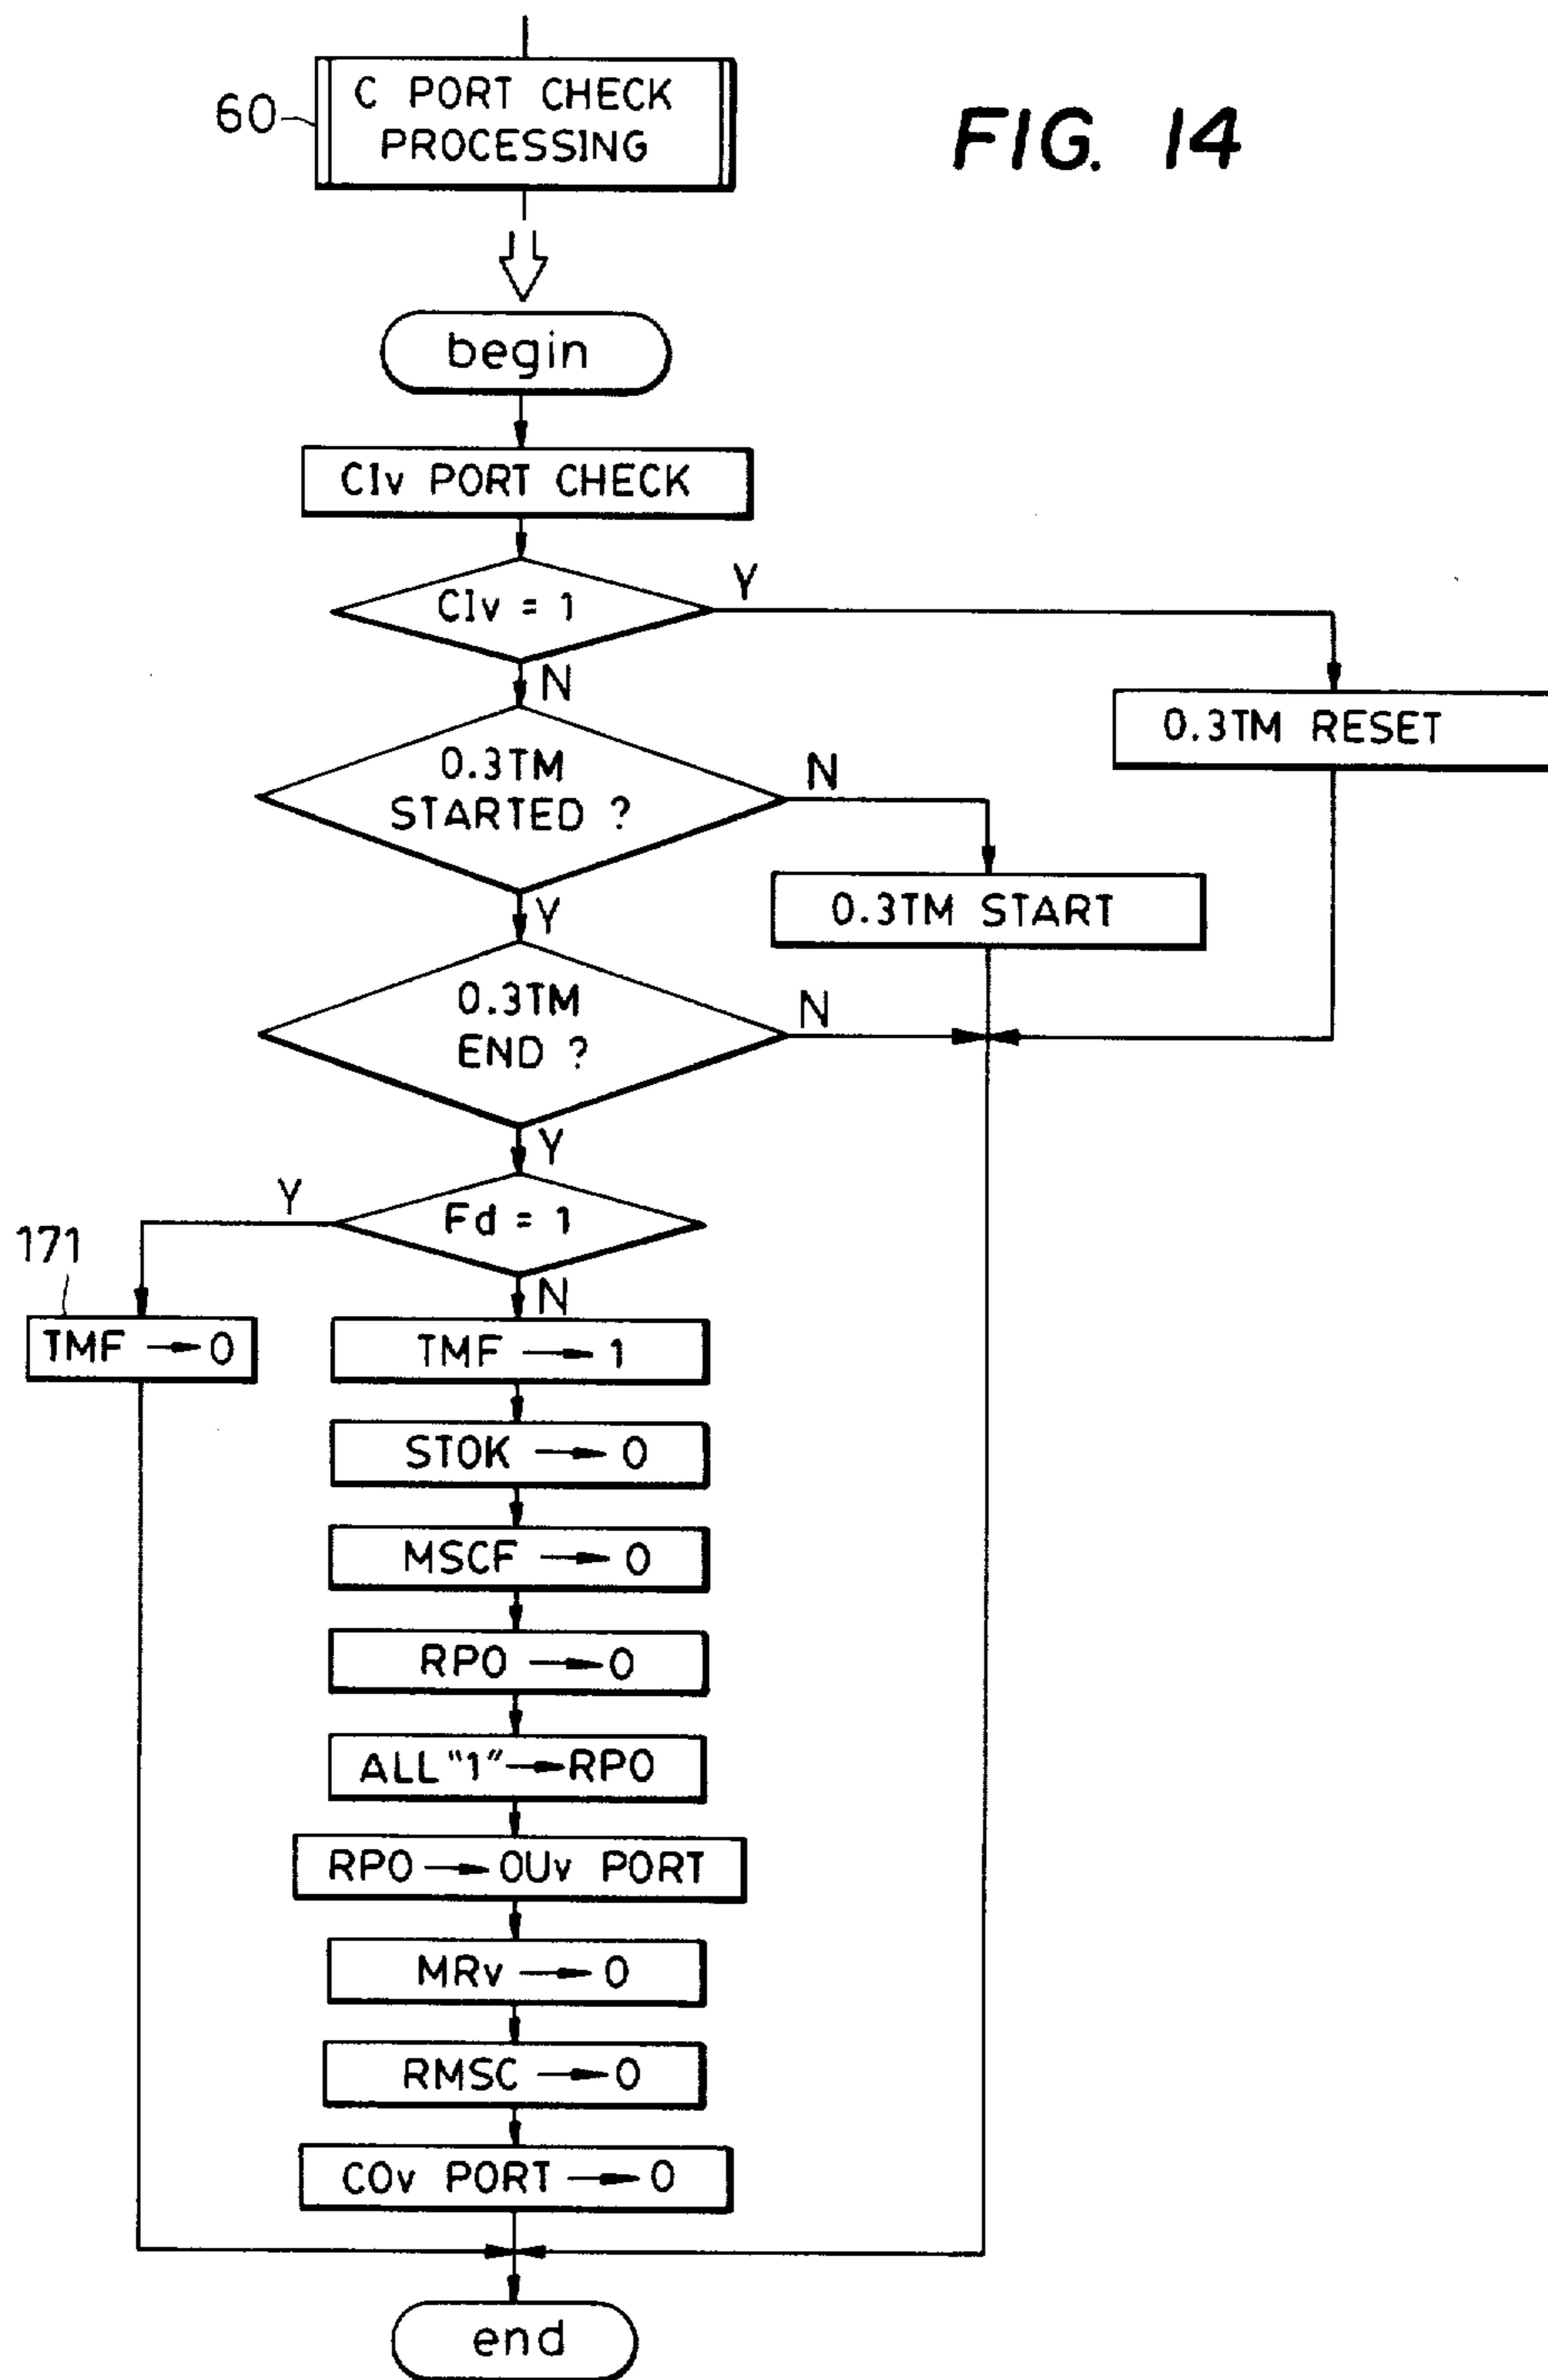 FIG. 14
60
C PORT CHECK
PROCESSING
begin
CIv PORT CHECK
CIv = 1
Y
N
0.3TM RESET
0.3TM
STARTED ?
N
0.3TM START
Y
0.3TM
END ?
N
Y
Fd = 1
Y
171
N
TMF → 0
TMF → 1
STOK → 0
MSCF → 0
RPO → 0
ALL "1" → RPO
RPO → OUv PORT
MRv → 0
RMSC → 0
COv PORT → 0
end